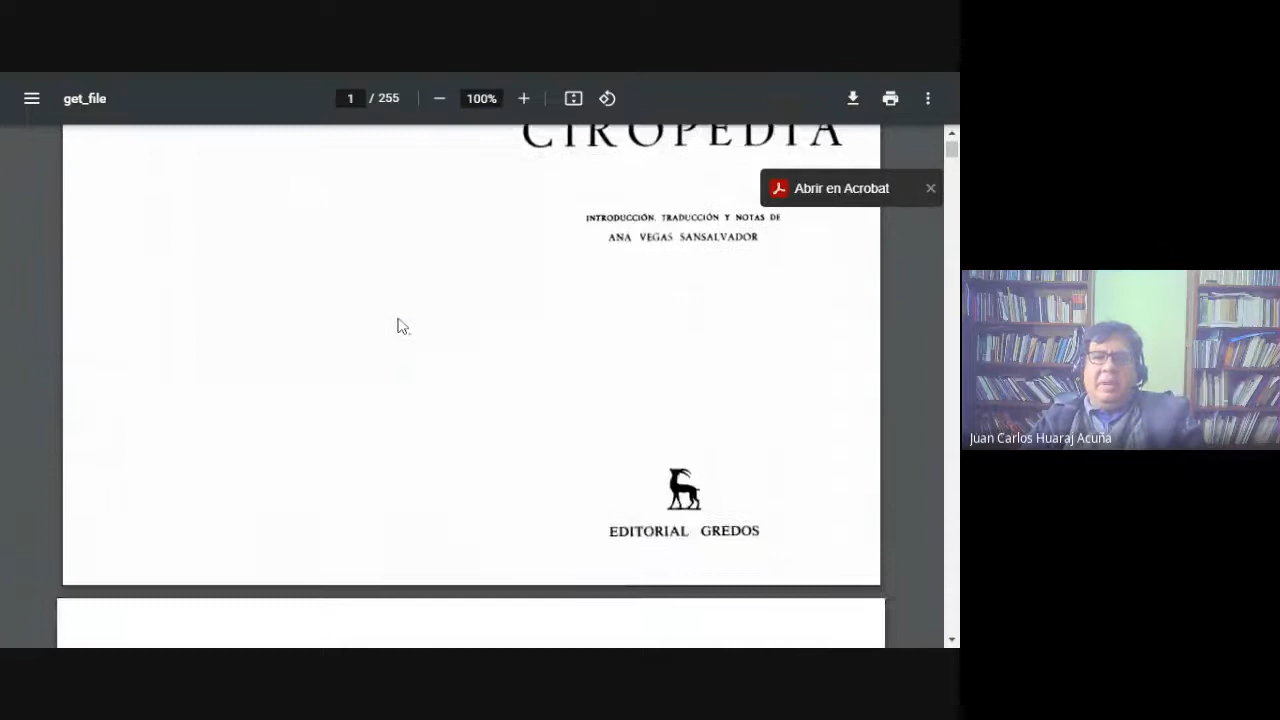 get_file
1 / 255
100%
CIROPEDIA
Abrir en Acrobat
INTRODUCCIÓN, TRADUCCIÓN Y NOTAS DE
ANA VEGAS SANSALVADOR
EDITORIAL GREDOS
Juan Carlos Huaraj Acuña